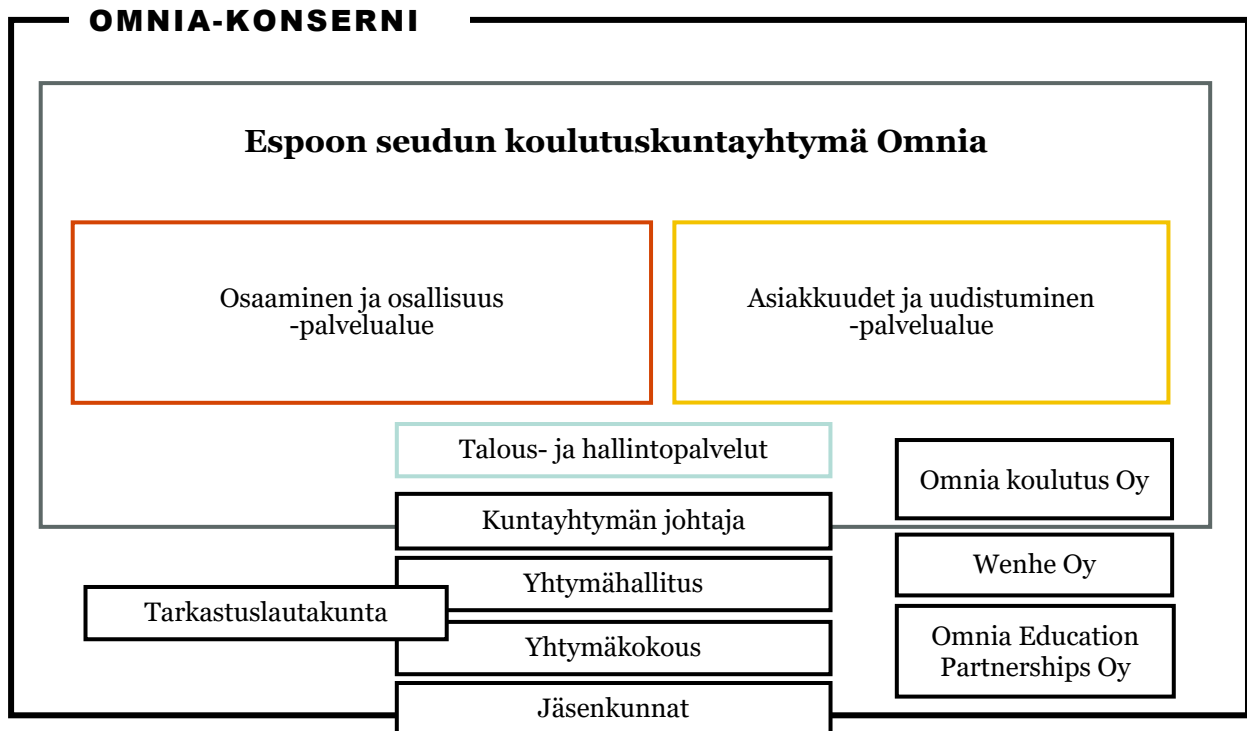 OMNIA-KONSERNI
Espoon seudun koulutuskuntayhtymä Omnia
Osaaminen ja osallisuus
-palvelualue
Asiakkuudet ja uudistuminen
-palvelualue
Talous- ja hallintopalvelut
Omnia koulutus Oy
Kuntayhtymän johtaja
Wenhe Oy
Yhtymähallitus
Tarkastuslautakunta
Yhtymäkokous
Omnia Education
Partnerships Oy
Jäsenkunnat